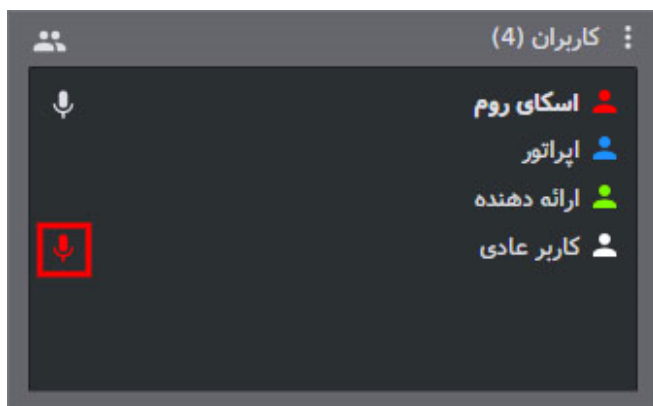 کاربران (4)
اسکای روم
اپراتور
ارائه دهنده
کاربر عادی